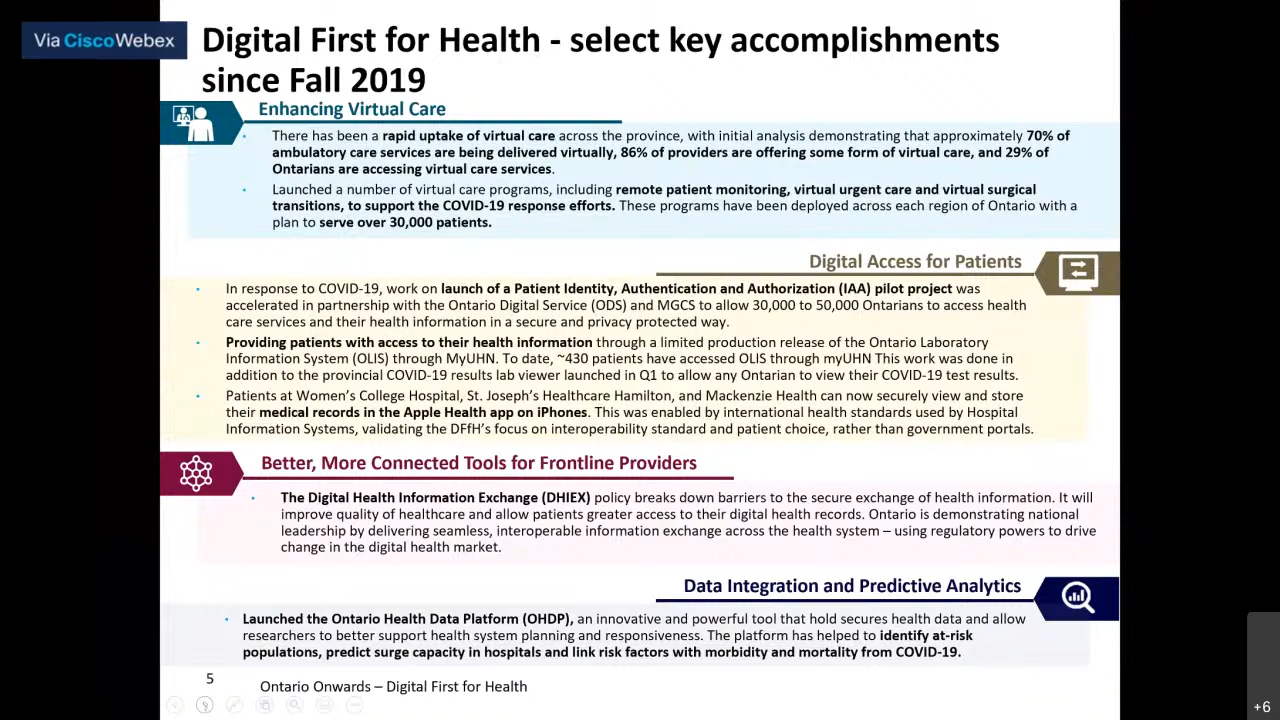 Via CiscoWebex
Digital First for Health - select key accomplishments
since Fall 2019
Enhancing Virtual Care
• There has been a rapid uptake of virtual care across the province, with initial analysis demonstrating that approximately 70% of
ambulatory care services are being delivered virtually, 86% of providers are offering some form of virtual care, and 29% of
Ontarians are accessing virtual care services.
• Launched a number of virtual care programs, including remote patient monitoring, virtual urgent care and virtual surgical
transitions, to support the COVID-19 response efforts. These programs have been deployed across each region of Ontario with a
plan to serve over 30,000 patients.
Digital Access for Patients
• In response to COVID-19, work on launch of a Patient Identity, Authentication and Authorization (IAA) pilot project was
accelerated in partnership with the Ontario Digital Service (ODS) and MGCS to allow 30,000 to 50,000 Ontarians to access health
care services and their health information in a secure and privacy protected way.
• Providing patients with access to their health information through a limited production release of the Ontario Laboratory
Information System (OLIS) through MyUHN. To date, ~430 patients have accessed OLIS through myUHN This work was done in
addition to the provincial COVID-19 results lab viewer launched in Q1 to allow any Ontarian to view their COVID-19 test results.
• Patients at Women's College Hospital, St. Joseph's Healthcare Hamilton, and Mackenzie Health can now securely view and store
their medical records in the Apple Health app on iPhones. This was enabled by international health standards used by Hospital
Information Systems, validating the DFfH's focus on interoperability standard and patient choice, rather than government portals.
Better, More Connected Tools for Frontline Providers
• The Digital Health Information Exchange (DHIEX) policy breaks down barriers to the secure exchange of health information. It will
improve quality of healthcare and allow patients greater access to their digital health records. Ontario is demonstrating national
leadership by delivering seamless, interoperable information exchange across the health system – using regulatory powers to drive
change in the digital health market.
Data Integration and Predictive Analytics
• Launched the Ontario Health Data Platform (OHDP), an innovative and powerful tool that hold secures health data and allow
researchers to better support health system planning and responsiveness. The platform has helped to identify at-risk
populations, predict surge capacity in hospitals and link risk factors with morbidity and mortality from COVID-19.
5
Ontario Onwards – Digital First for Health
+6